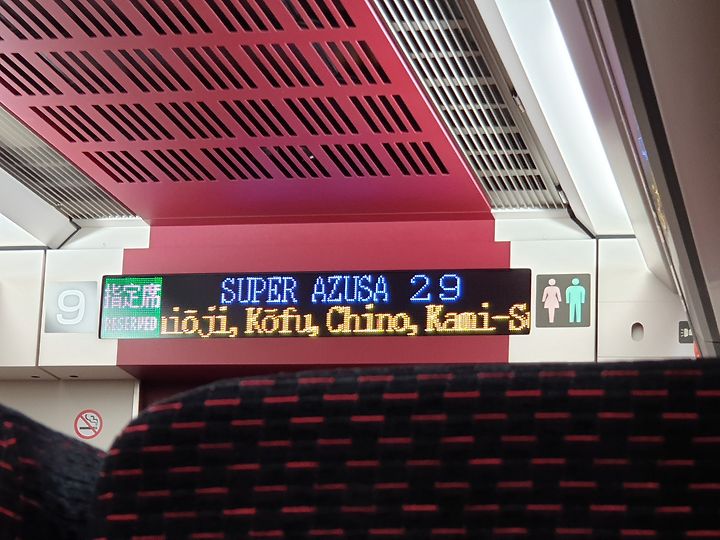 9
指定席
RESERVED
SUPER AZUSA 29
iōji, Kōfu, Chino, Kami-S